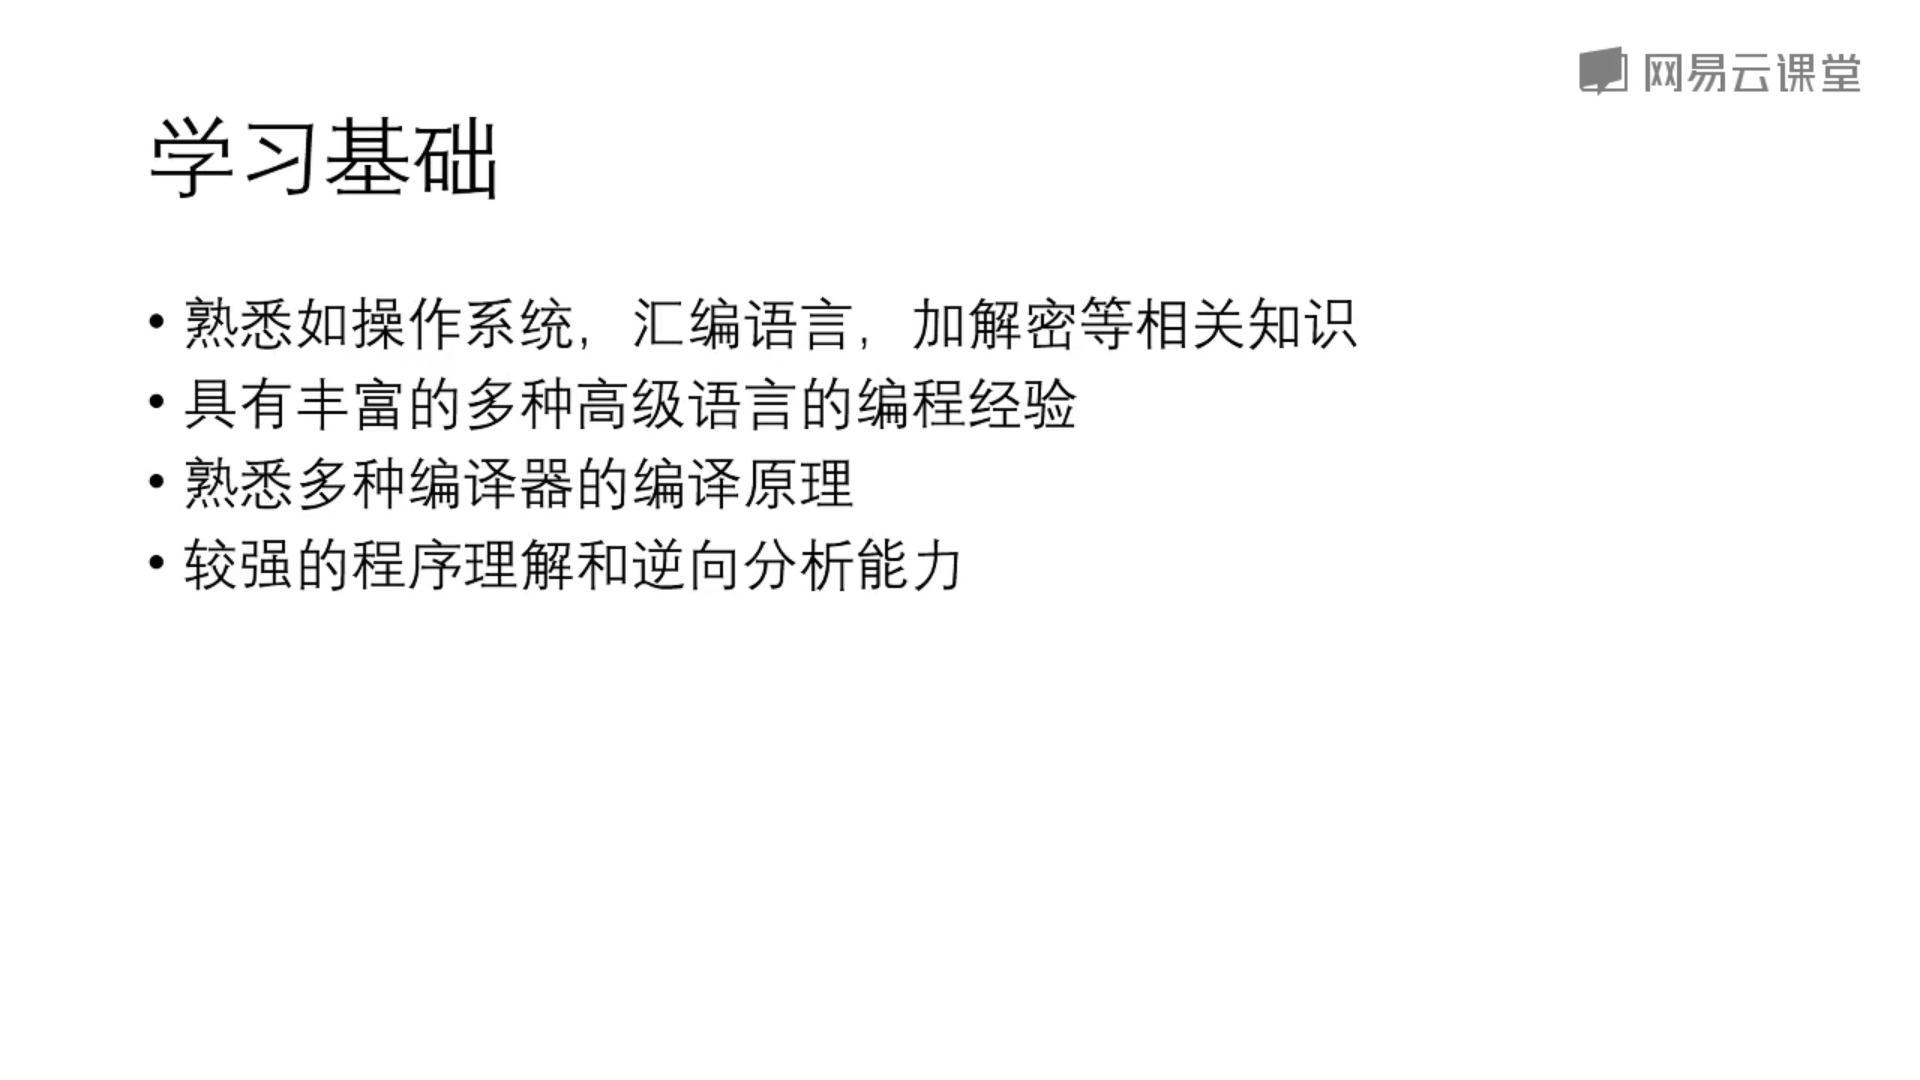 网易云课堂
学习基础
• 熟悉如操作系统，汇编语言，加解密等相关知识
• 具有丰富的多种高级语言的编程经验
• 熟悉多种编译器的编译原理
• 较强的程序理解和逆向分析能力